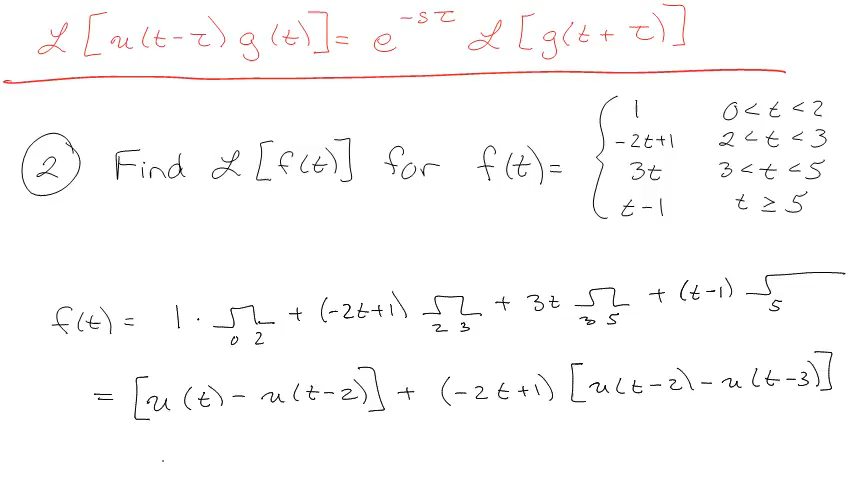 ℒ[u(t-τ) g(t)] = e^{-sτ} ℒ[g(t+τ)]
② Find ℒ[f(t)] for f(t) = { 1   0 < t < 2
-2t+1   2 < t < 3
3t   3 < t < 5
t-1   t ≥ 5
f(t) = 1 · 0 2 + (-2t+1) 2 3 + 3t 3 5 + (t-1) 5
= [u(t) - u(t-2)] + (-2t+1) [u(t-2) - u(t-3)]